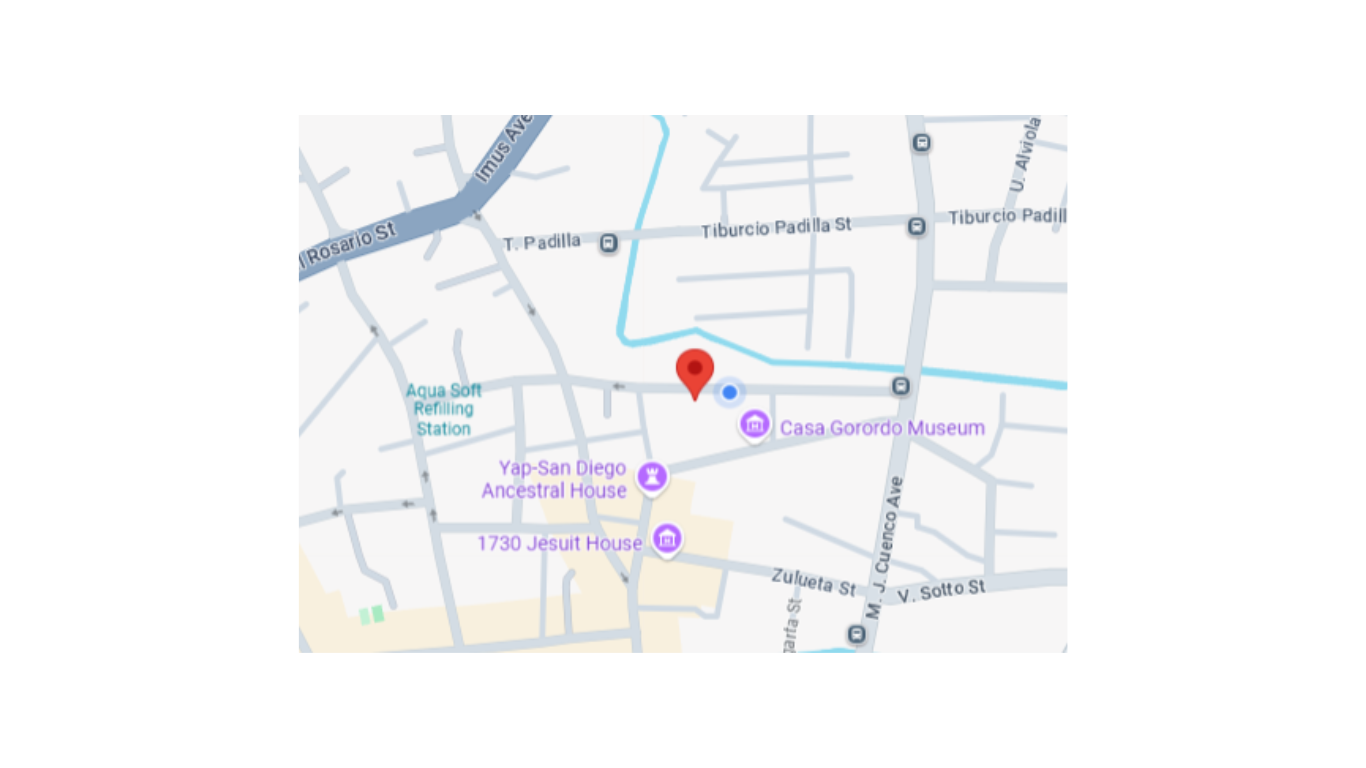 Imus Ave
U. Alviola
l Rosario St
T. Padilla
Tiburcio Padilla St
Tiburcio Padill
Aqua Soft
Refilling
Station
Casa Gorordo Museum
Yap-San Diego
Ancestral House
1730 Jesuit House
M. J. Cuenco Ave
Zulueta St
V. Sotto St
garta St